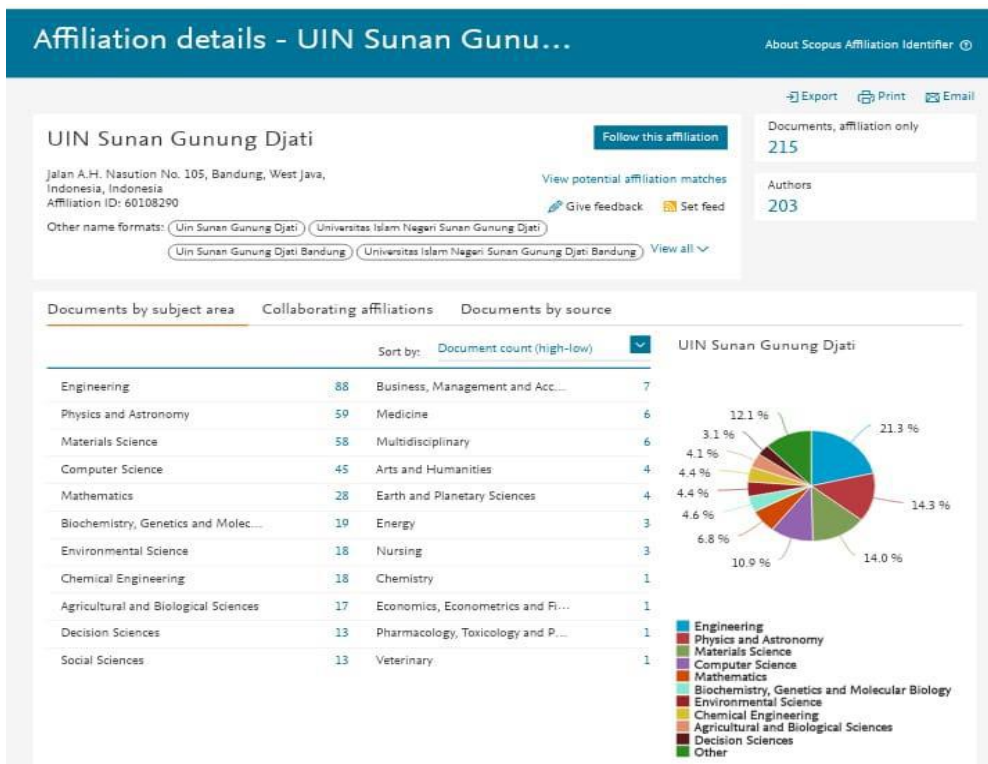 Affiliation details - UIN Sunan Gunu...
About Scopus Affiliation Identifier
Export Print Email
UIN Sunan Gunung Djati
Follow this affiliation
Jalan A.H. Nasution No. 105, Bandung, West Java,
Indonesia, Indonesia
Affiliation ID: 60108290
View potential affiliation matches
Give feedback Set feed
Other name formats: Uin Sunan Gunung Djati Universitas Islam Negeri Sunan Gunung Djati
Uin Sunan Gunung Djati Bandung Universitas Islam Negeri Sunan Gunung Djati Bandung View all
Documents, affiliation only
215
Authors
203
Documents by subject area Collaborating affiliations Documents by source
Sort by: Document count (high-low)
Engineering 88 Business, Management and Acc... 7
Physics and Astronomy 59 Medicine 6
Materials Science 58 Multidisciplinary 6
Computer Science 45 Arts and Humanities 4
Mathematics 28 Earth and Planetary Sciences 4
Biochemistry, Genetics and Molec... 19 Energy 3
Environmental Science 18 Nursing 3
Chemical Engineering 18 Chemistry 1
Agricultural and Biological Sciences 17 Economics, Econometrics and Fi... 1
Decision Sciences 13 Pharmacology, Toxicology and P... 1
Social Sciences 13 Veterinary 1
UIN Sunan Gunung Djati
12.1 %
21.3 %
3.1 %
4.1 %
4.4 %
4.4 %
14.3 %
4.6 %
6.8 %
10.9 %
14.0 %
Engineering
Physics and Astronomy
Materials Science
Computer Science
Mathematics
Biochemistry, Genetics and Molecular Biology
Environmental Science
Chemical Engineering
Agricultural and Biological Sciences
Decision Sciences
Other